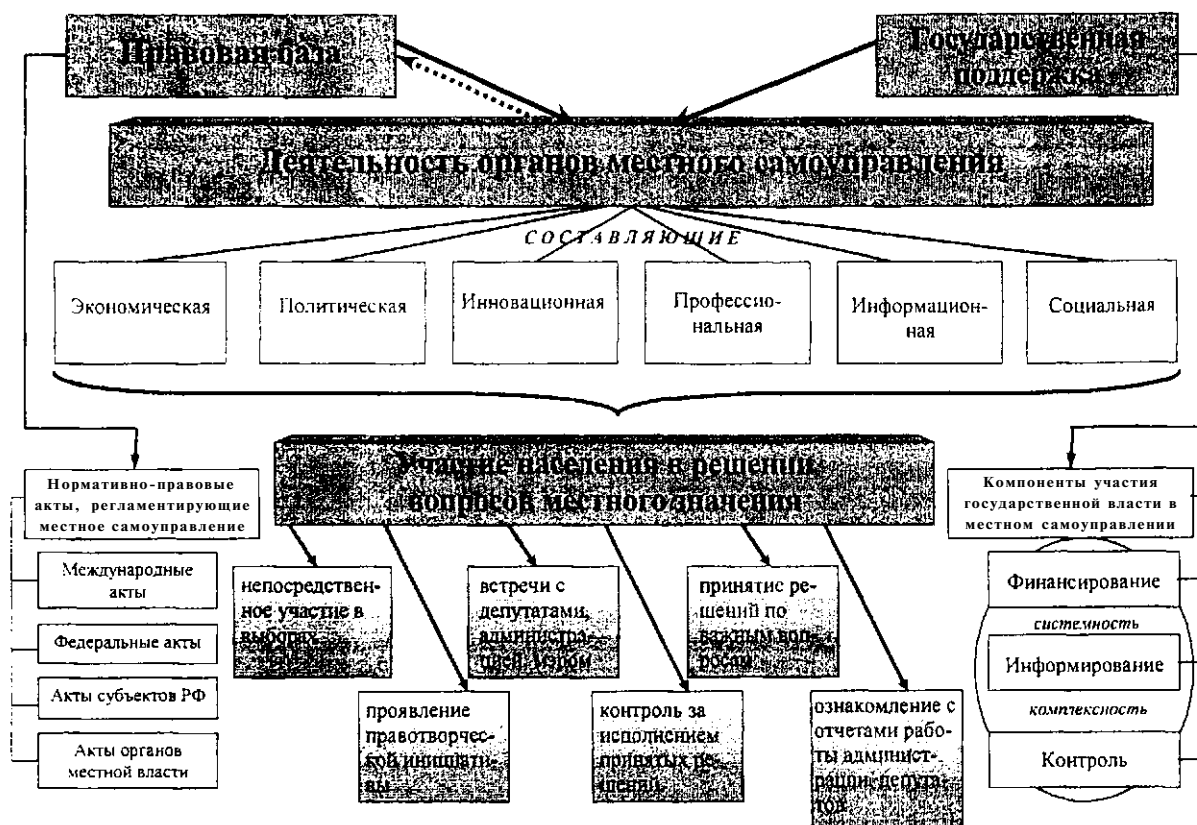 Правовая база
Государственная
поддержка
Деятельность органов местного самоуправления
СОСТАВЛЯЮЩИЕ
Экономическая
Политическая
Инновационная
Профессио-
нальная
Информацион-
ная
Социальная
Участие населения в решении
вопросов местного значения
Нормативно-правовые
акты, регламентирующие
местное самоуправление
Международные
акты
Федеральные акты
Акты субъектов РФ
Акты органов
местной власти
непосредствен-
ное участие в
выборах
встречи с
депутатами,
администра-
цией, мэром
принятие ре-
шений по
важным воп-
росам
проявление
правотворчес-
кой инициати-
вы
контроль за
исполнением
принятых ре-
шений
ознакомление с
отчетами рабо-
ты админист-
рации-депута-
тов
Компоненты участия
государственной власти в
местном самоуправлении
Финансирование
системность
Информирование
комплексность
Контроль